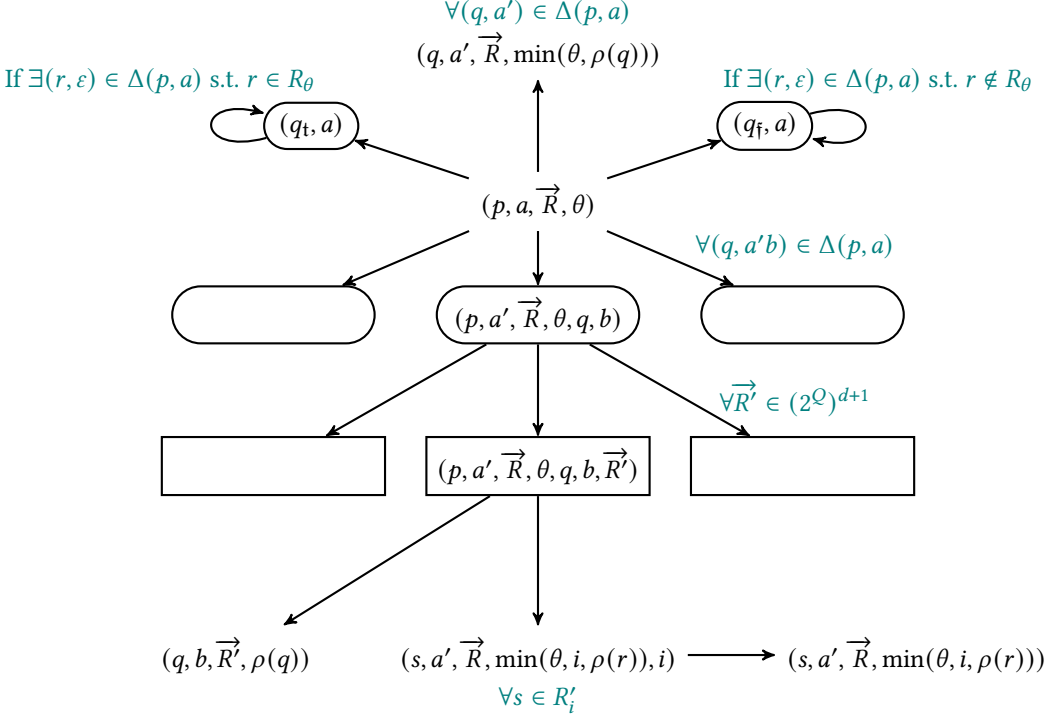 ∀(q, a′) ∈ Δ(p, a)
(q, a′, R⃗, min(θ, ρ(q)))
If ∃(r, ε) ∈ Δ(p, a) s.t. r ∈ R_θ
If ∃(r, ε) ∈ Δ(p, a) s.t. r ∉ R_θ
(q_𝔱, a)
(q_𝔣̃, a)
(p, a, R⃗, θ)
∀(q, a′b) ∈ Δ(p, a)
(p, a′, R⃗, θ, q, b)
∀R⃗′ ∈ (2^Q)^{d+1}
(p, a′, R⃗, θ, q, b, R⃗′)
(q, b, R⃗′, ρ(q))
(s, a′, R⃗, min(θ, i, ρ(r)), i)
(s, a′, R⃗, min(θ, i, ρ(r)))
∀s ∈ R′_i